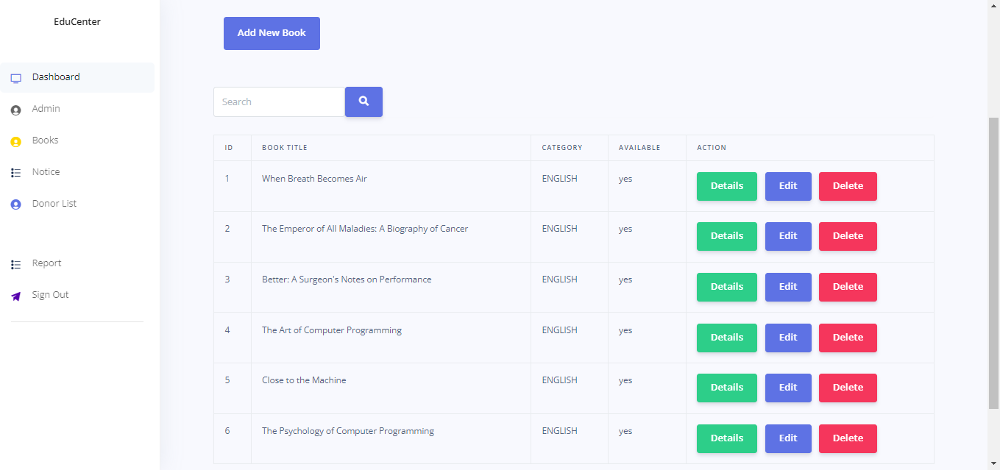 EduCenter
Dashboard
Admin
Books
Notice
Donor List
Report
Sign Out
Add New Book
Search
ID BOOK TITLE CATEGORY AVAILABLE ACTION
1 When Breath Becomes Air ENGLISH yes Details Edit Delete
2 The Emperor of All Maladies: A Biography of Cancer ENGLISH yes Details Edit Delete
3 Better: A Surgeon's Notes on Performance ENGLISH yes Details Edit Delete
4 The Art of Computer Programming ENGLISH yes Details Edit Delete
5 Close to the Machine ENGLISH yes Details Edit Delete
6 The Psychology of Computer Programming ENGLISH yes Details Edit Delete